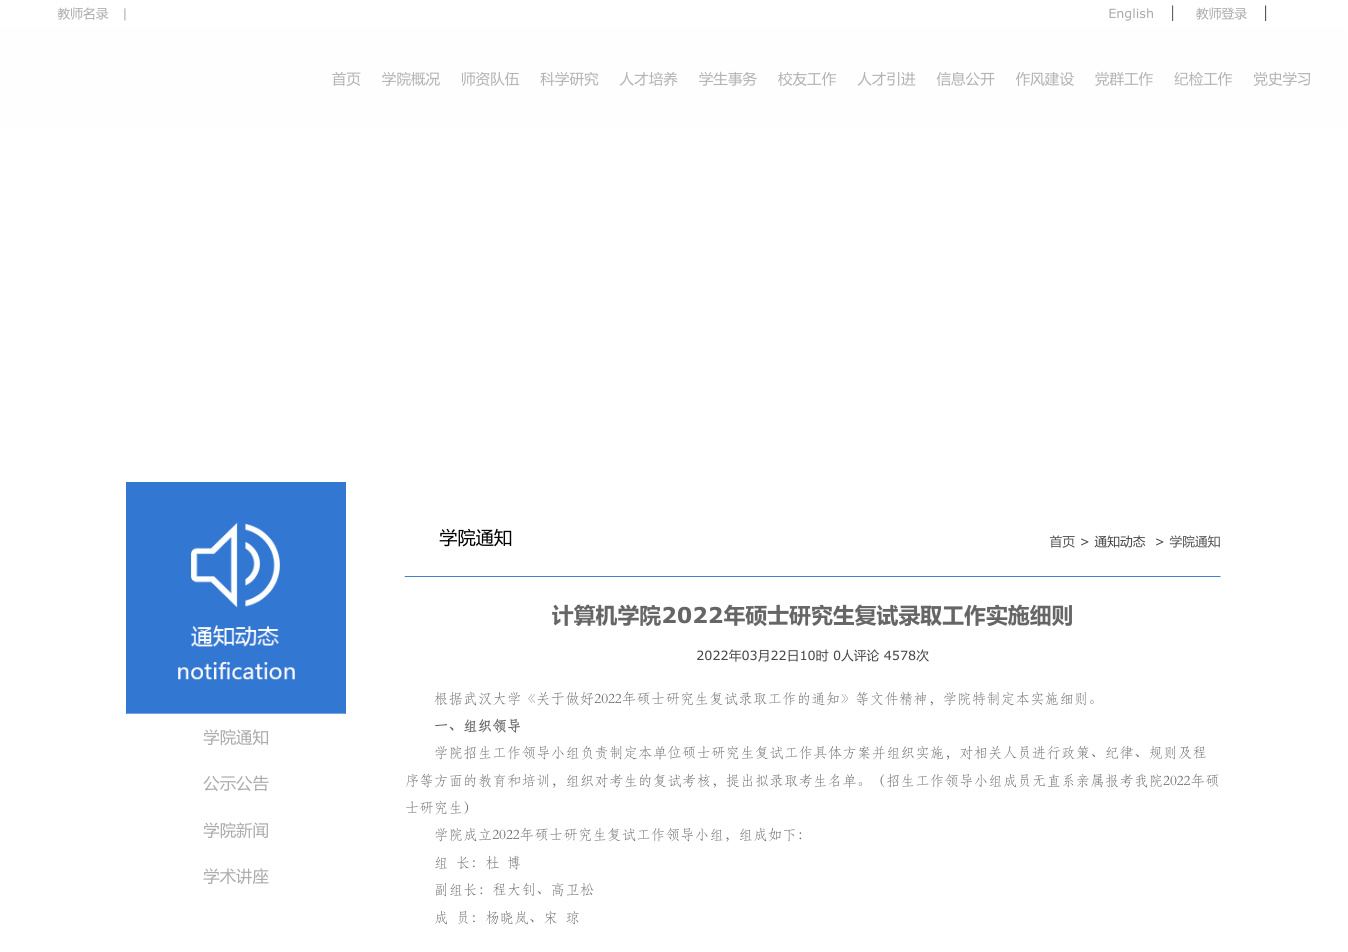 教师名录 |
English | 教师登录 |
首页 学院概况 师资队伍 科学研究 人才培养 学生事务 校友工作 人才引进 信息公开 作风建设 党群工作 纪检工作 党史学习
通知动态
notification
学院通知
公示公告
学院新闻
学术讲座
学院通知
首页 > 通知动态 > 学院通知
计算机学院2022年硕士研究生复试录取工作实施细则
2022年03月22日10时 0人评论 4578次
根据武汉大学《关于做好2022年硕士研究生复试录取工作的通知》等文件精神，学院特制定本实施细则。
一、组织领导
学院招生工作领导小组负责制定本单位硕士研究生复试工作具体方案并组织实施，对相关人员进行政策、纪律、规则及程
序等方面的教育和培训，组织对考生的复试考核，提出拟录取考生名单。（招生工作领导小组成员无直系亲属报考我院2022年硕
士研究生）
学院成立2022年硕士研究生复试工作领导小组，组成如下：
组 长：杜 博
副组长：程大钊、高卫松
成 员：杨晓岚、宋 琼